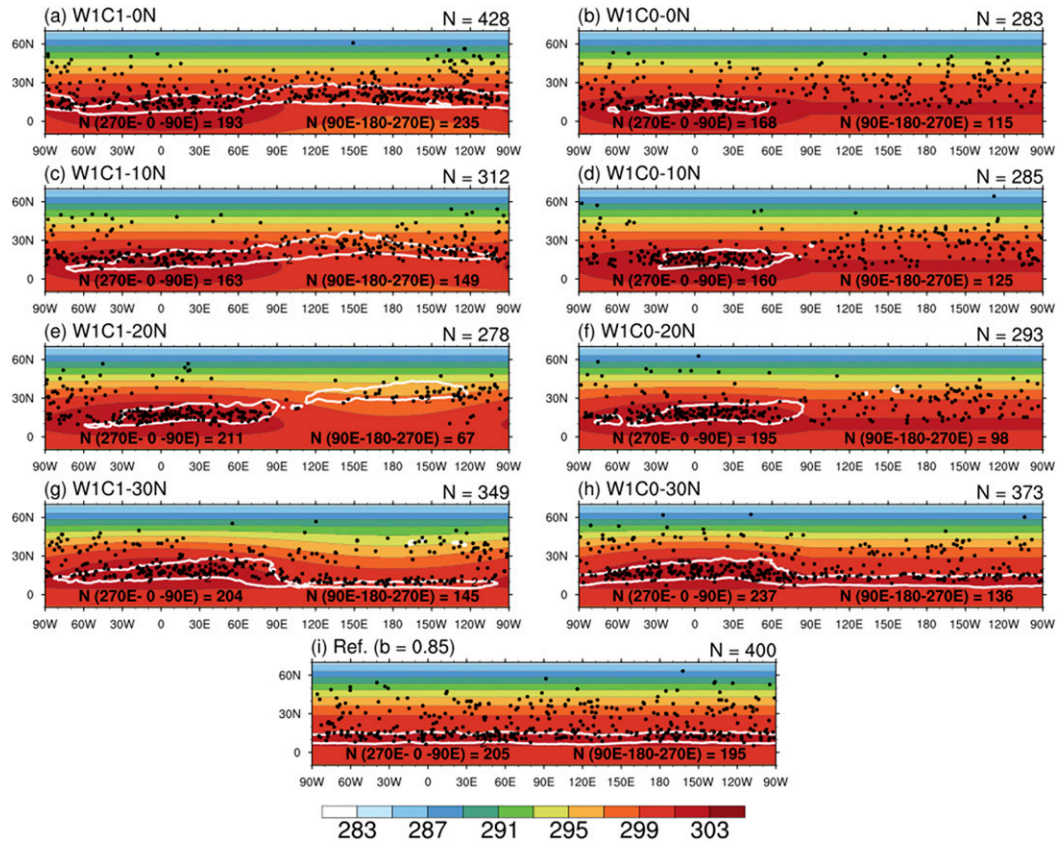 (a) W1C1-0N N = 428
(b) W1C0-0N N = 283
60N
30N
0
N (270E- 0 -90E) = 193 N (90E-180-270E) = 235
N (270E- 0 -90E) = 168 N (90E-180-270E) = 115
90W 60W 30W 0 30E 60E 90E 120E 150E 180 150W 120W 90W
90W 60W 30W 0 30E 60E 90E 120E 150E 180 150W 120W 90W
(c) W1C1-10N N = 312
(d) W1C0-10N N = 285
60N
30N
0
2
N (270E- 0 -90E) = 163 N (90E-180-270E) = 149
N (270E- 0 -90E) = 160 N (90E-180-270E) = 125
90W 60W 30W 0 30E 60E 90E 120E 150E 180 150W 120W 90W
90W 60W 30W 0 30E 60E 90E 120E 150E 180 150W 120W 90W
(e) W1C1-20N N = 278
(f) W1C0-20N N = 293
60N
30N
0
2
N (270E- 0 -90E) = 211 N (90E-180-270E) = 67
N (270E- 0 -90E) = 195 N (90E-180-270E) = 98
90W 60W 30W 0 30E 60E 90E 120E 150E 180 150W 120W 90W
90W 60W 30W 0 30E 60E 90E 120E 150E 180 150W 120W 90W
(g) W1C1-30N N = 349
(h) W1C0-30N N = 373
60N
30N
0
2
N (270E- 0 -90E) = 204 N (90E-180-270E) = 145
N (270E- 0 -90E) = 237 N (90E-180-270E) = 136
90W 60W 30W 0 30E 60E 90E 120E 150E 180 150W 120W 90W
90W 60W 30W 0 30E 60E 90E 120E 150E 180 150W 120W 90W
(i) Ref. (b = 0.85) N = 400
60N
30N
0
2
N (270E- 0 -90E) = 205 N (90E-180-270E) = 195
90W 60W 30W 0 30E 60E 90E 120E 150E 180 150W 120W 90W
283 287 291 295 299 303